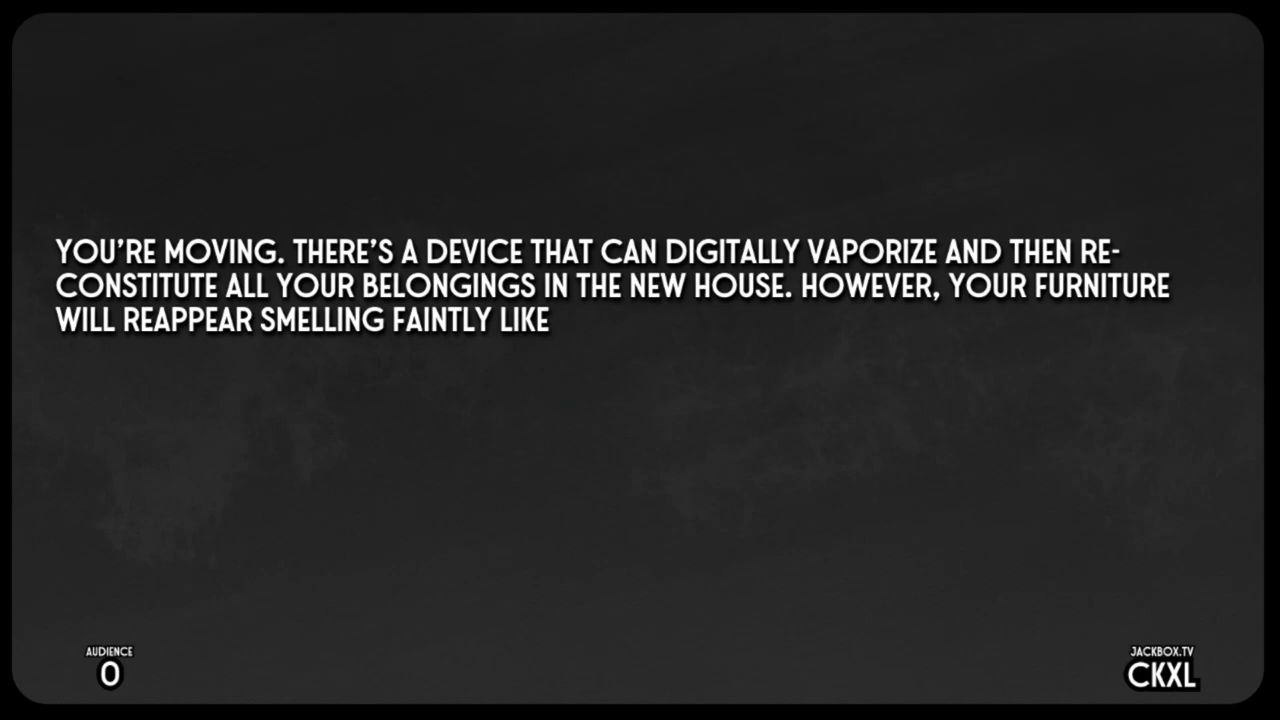 YOU'RE MOVING. THERE'S A DEVICE THAT CAN DIGITALLY VAPORIZE AND THEN RE-
CONSTITUTE ALL YOUR BELONGINGS IN THE NEW HOUSE. HOWEVER, YOUR FURNITURE
WILL REAPPEAR SMELLING FAINTLY LIKE
AUDIENCE
0
JACKBOX.TV
CKXL